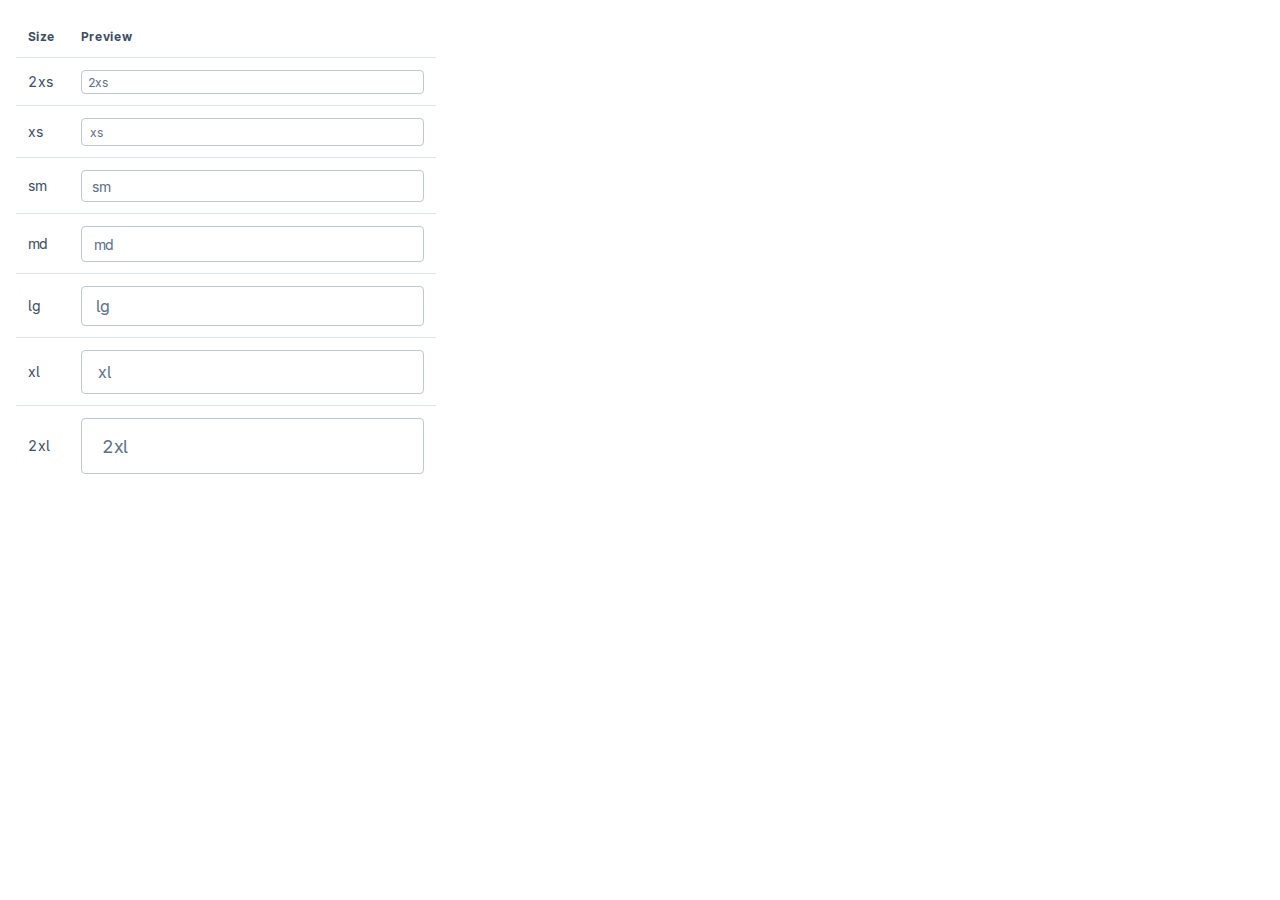 Size Preview
2xs 2xs
xs xs
sm sm
md md
lg lg
xl xl
2xl 2xl